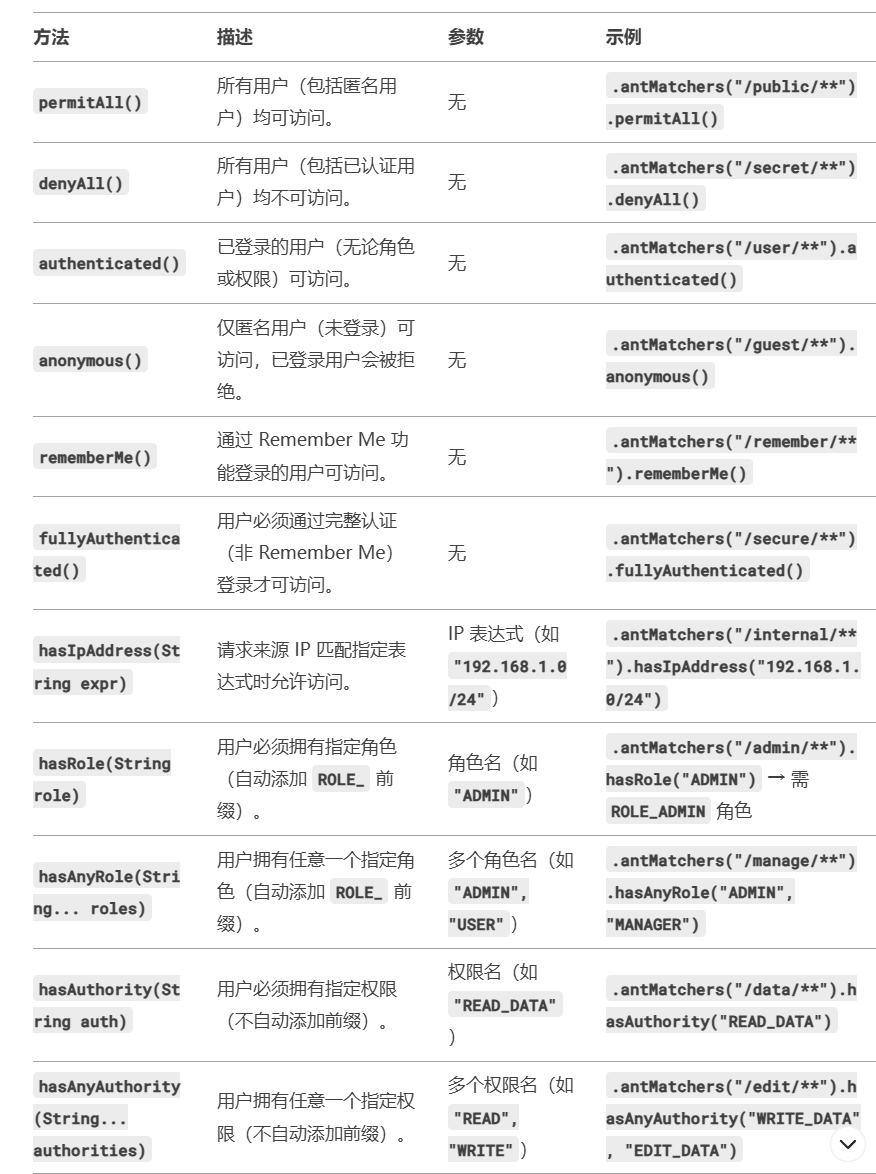 方法 描述 参数 示例
permitAll() 所有用户（包括匿名用 无 .antMatchers("/public/**")
户）均可访问。 .permitAll()
denyAll() 所有用户（包括已认证用 无 .antMatchers("/secret/**")
户）均不可访问。 .denyAll()
authenticated() 已登录的用户（无论角色 无 .antMatchers("/user/**").a
或权限）可访问。 uthenticated()
anonymous() 仅匿名用户（未登录）可 无 .antMatchers("/guest/**").
访问，已登录用户会被拒 anonymous()
绝。
rememberMe() 通过 Remember Me 功 无 .antMatchers("/remember/**
能登录的用户可访问。 ").rememberMe()
fullyAuthentica 用户必须通过完整认证 无 .antMatchers("/secure/**")
ted() （非 Remember Me） .fullyAuthenticated()
登录才可访问。
hasIpAddress(St 请求来源 IP 匹配指定表 IP 表达式（如 .antMatchers("/internal/**
ring expr) 达式时允许访问。 "192.168.1.0 ").hasIpAddress("192.168.1.
/24" ） 0/24")
hasRole(String 用户必须拥有指定角色 角色名（如 .antMatchers("/admin/**").
role) （自动添加 ROLE_ 前 "ADMIN" ） hasRole("ADMIN") → 需
缀）。 ROLE_ADMIN 角色
hasAnyRole(Stri 用户拥有任意一个指定角 多个角色名（如 .antMatchers("/manage/**")
ng... roles) 色（自动添加 ROLE_ 前 "ADMIN", .hasAnyRole("ADMIN",
缀）。 "USER" ） "MANAGER")
hasAuthority(St 用户必须拥有指定权限 权限名（如 .antMatchers("/data/**").h
ring auth) （不自动添加前缀）。 "READ_DATA" asAuthority("READ_DATA")
）
hasAnyAuthority 用户拥有任意一个指定权 多个权限名（如 .antMatchers("/edit/**").h
(String... 限（不自动添加前缀）。 "READ", asAnyAuthority("WRITE_DATA"
authorities) "WRITE" ） , "EDIT_DATA")